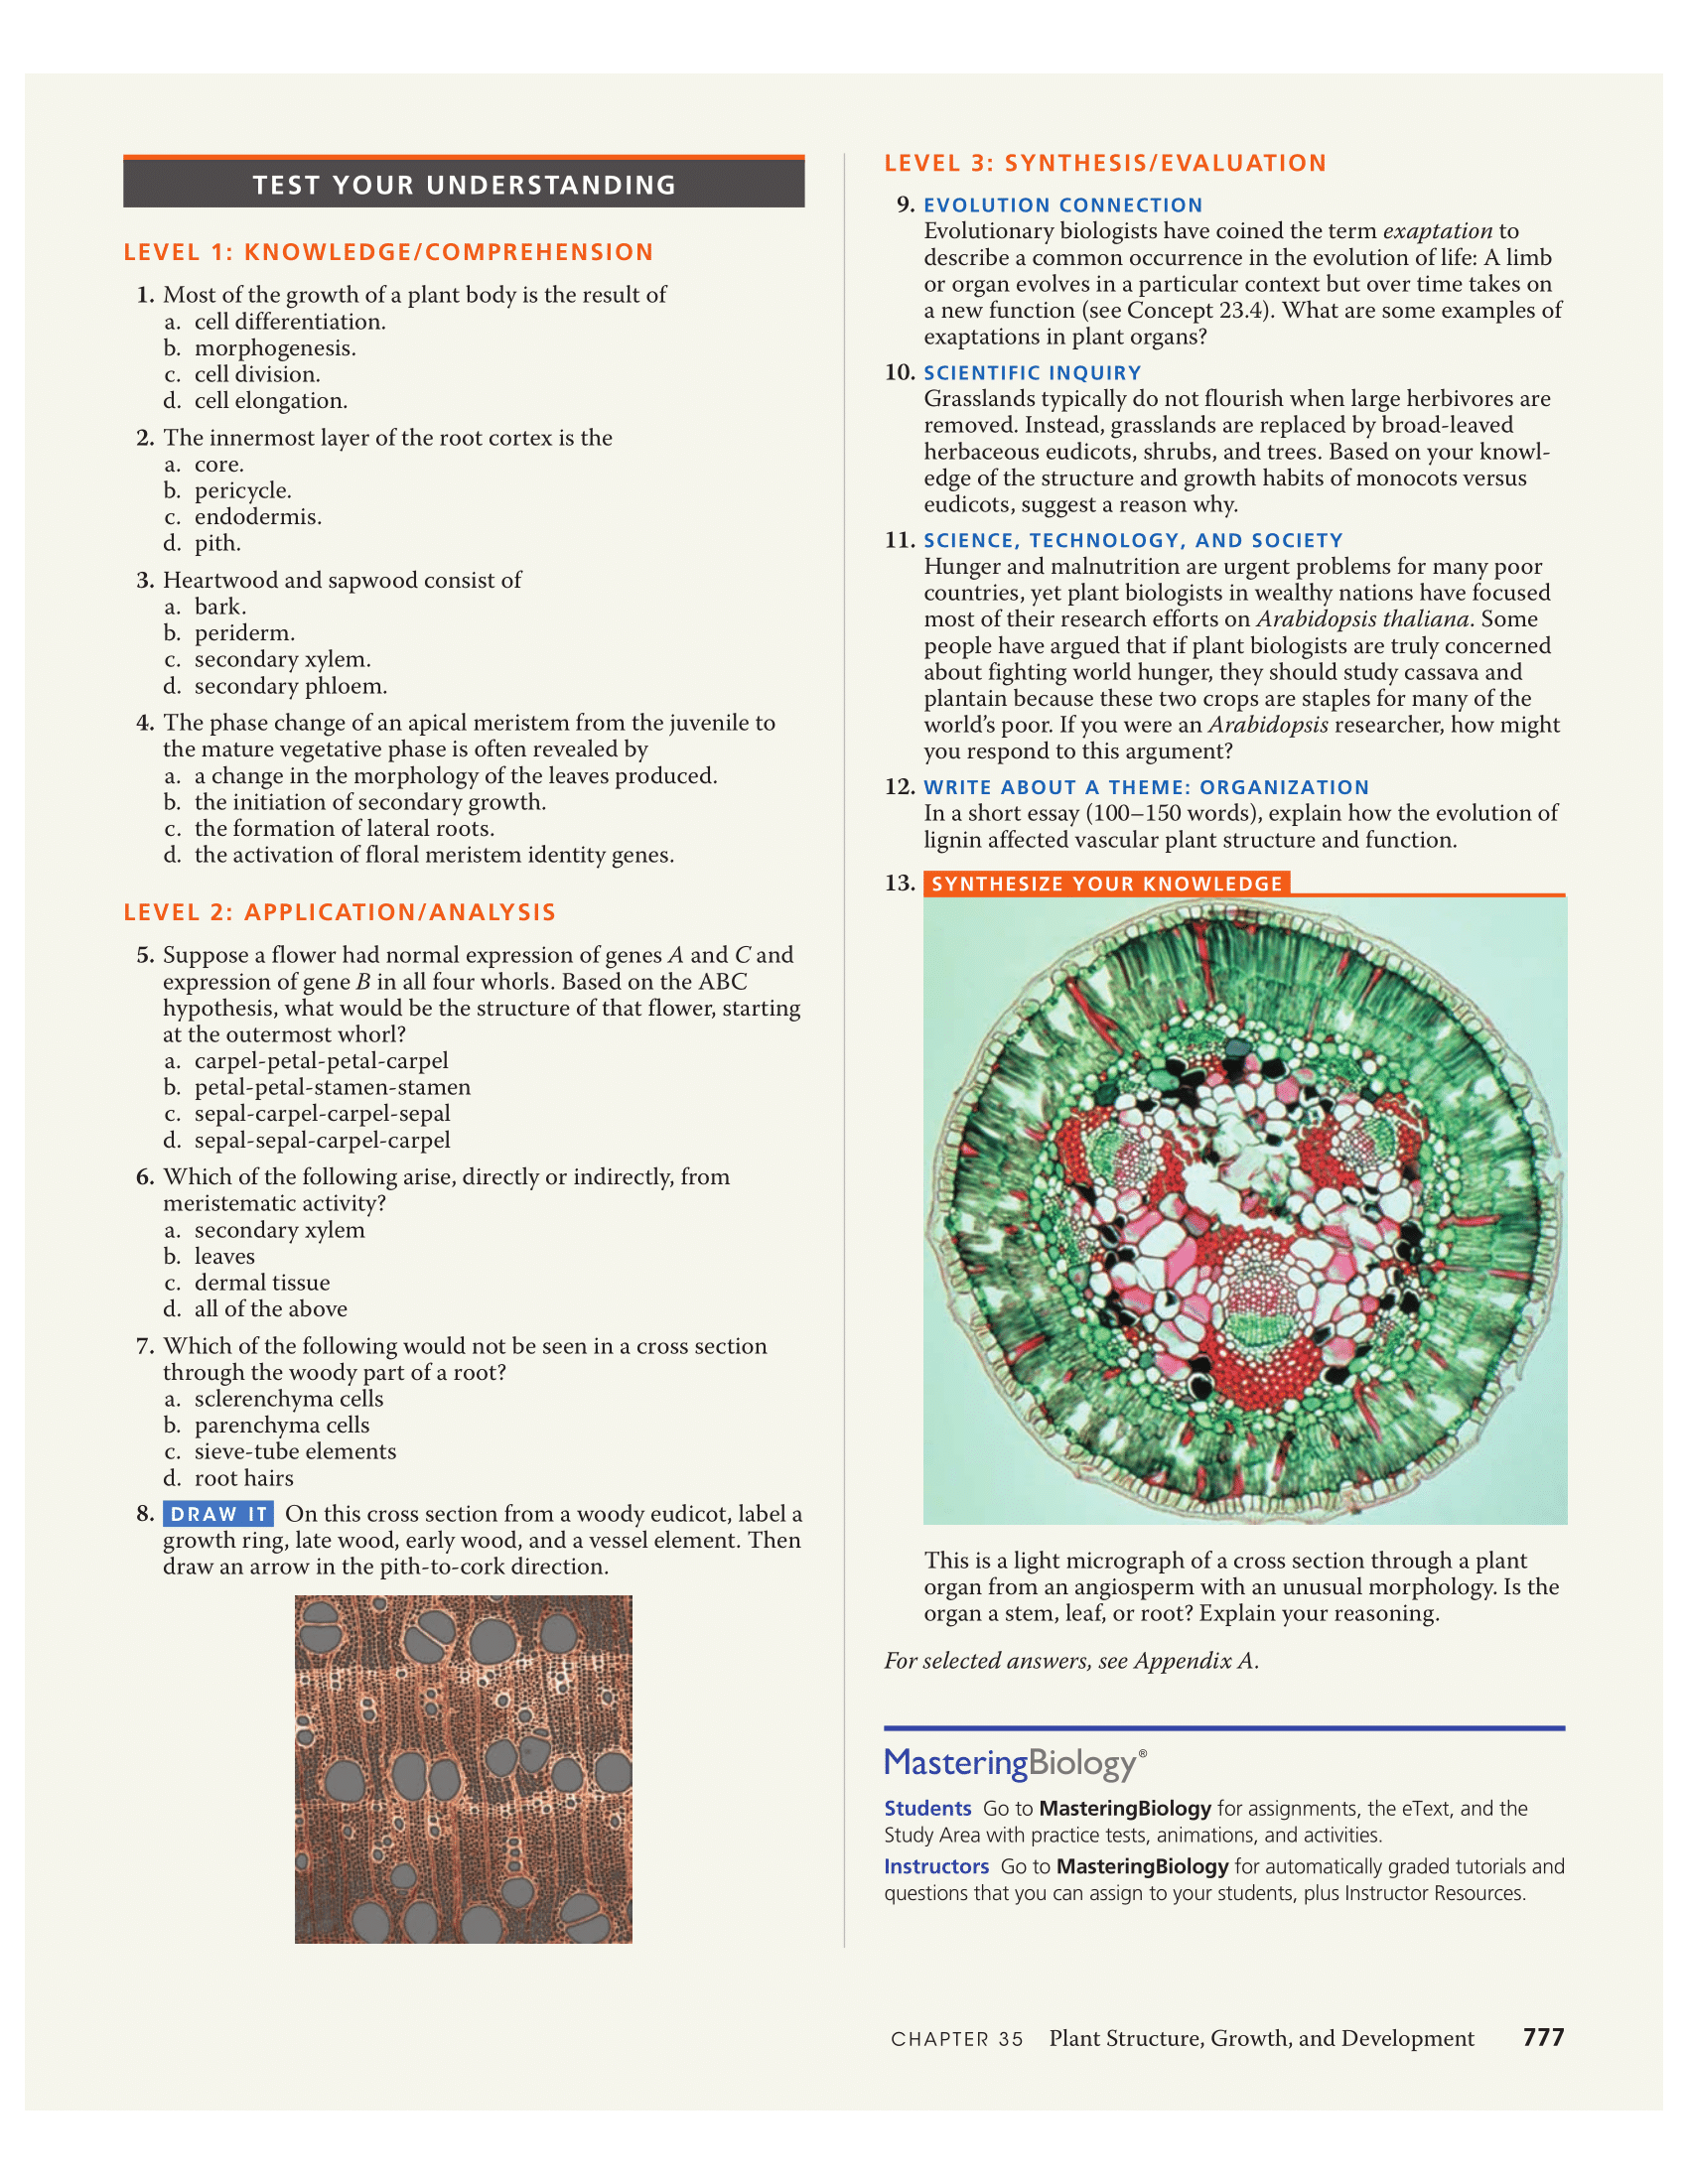 TEST YOUR UNDERSTANDING
LEVEL 1: KNOWLEDGE/COMPREHENSION
1. Most of the growth of a plant body is the result of
a. cell differentiation.
b. morphogenesis.
c. cell division.
d. cell elongation.
2. The innermost layer of the root cortex is the
a. core.
b. pericycle.
c. endodermis.
d. pith.
3. Heartwood and sapwood consist of
a. bark.
b. periderm.
c. secondary xylem.
d. secondary phloem.
4. The phase change of an apical meristem from the juvenile to
the mature vegetative phase is often revealed by
a. a change in the morphology of the leaves produced.
b. the initiation of secondary growth.
c. the formation of lateral roots.
d. the activation of floral meristem identity genes.
LEVEL 2: APPLICATION/ANALYSIS
5. Suppose a flower had normal expression of genes A and C and
expression of gene B in all four whorls. Based on the ABC
hypothesis, what would be the structure of that flower, starting
at the outermost whorl?
a. carpel-petal-petal-carpel
b. petal-petal-stamen-stamen
c. sepal-carpel-carpel-sepal
d. sepal-sepal-carpel-carpel
6. Which of the following arise, directly or indirectly, from
meristematic activity?
a. secondary xylem
b. leaves
c. dermal tissue
d. all of the above
7. Which of the following would not be seen in a cross section
through the woody part of a root?
a. sclerenchyma cells
b. parenchyma cells
c. sieve-tube elements
d. root hairs
8. DRAW IT On this cross section from a woody eudicot, label a
growth ring, late wood, early wood, and a vessel element. Then
draw an arrow in the pith-to-cork direction.
LEVEL 3: SYNTHESIS/EVALUATION
9. EVOLUTION CONNECTION
Evolutionary biologists have coined the term exaptation to
describe a common occurrence in the evolution of life: A limb
or organ evolves in a particular context but over time takes on
a new function (see Concept 23.4). What are some examples of
exaptations in plant organs?
10. SCIENTIFIC INQUIRY
Grasslands typically do not flourish when large herbivores are
removed. Instead, grasslands are replaced by broad-leaved
herbaceous eudicots, shrubs, and trees. Based on your knowl-
edge of the structure and growth habits of monocots versus
eudicots, suggest a reason why.
11. SCIENCE, TECHNOLOGY, AND SOCIETY
Hunger and malnutrition are urgent problems for many poor
countries, yet plant biologists in wealthy nations have focused
most of their research efforts on Arabidopsis thaliana. Some
people have argued that if plant biologists are truly concerned
about fighting world hunger, they should study cassava and
plantain because these two crops are staples for many of the
world's poor. If you were an Arabidopsis researcher, how might
you respond to this argument?
12. WRITE ABOUT A THEME: ORGANIZATION
In a short essay (100–150 words), explain how the evolution of
lignin affected vascular plant structure and function.
13. SYNTHESIZE YOUR KNOWLEDGE
This is a light micrograph of a cross section through a plant
organ from an angiosperm with an unusual morphology. Is the
organ a stem, leaf, or root? Explain your reasoning.
For selected answers, see Appendix A.
MasteringBiology®
Students Go to MasteringBiology for assignments, the eText, and the
Study Area with practice tests, animations, and activities.
Instructors Go to MasteringBiology for automatically graded tutorials and
questions that you can assign to your students, plus Instructor Resources.
CHAPTER 35 Plant Structure, Growth, and Development 777